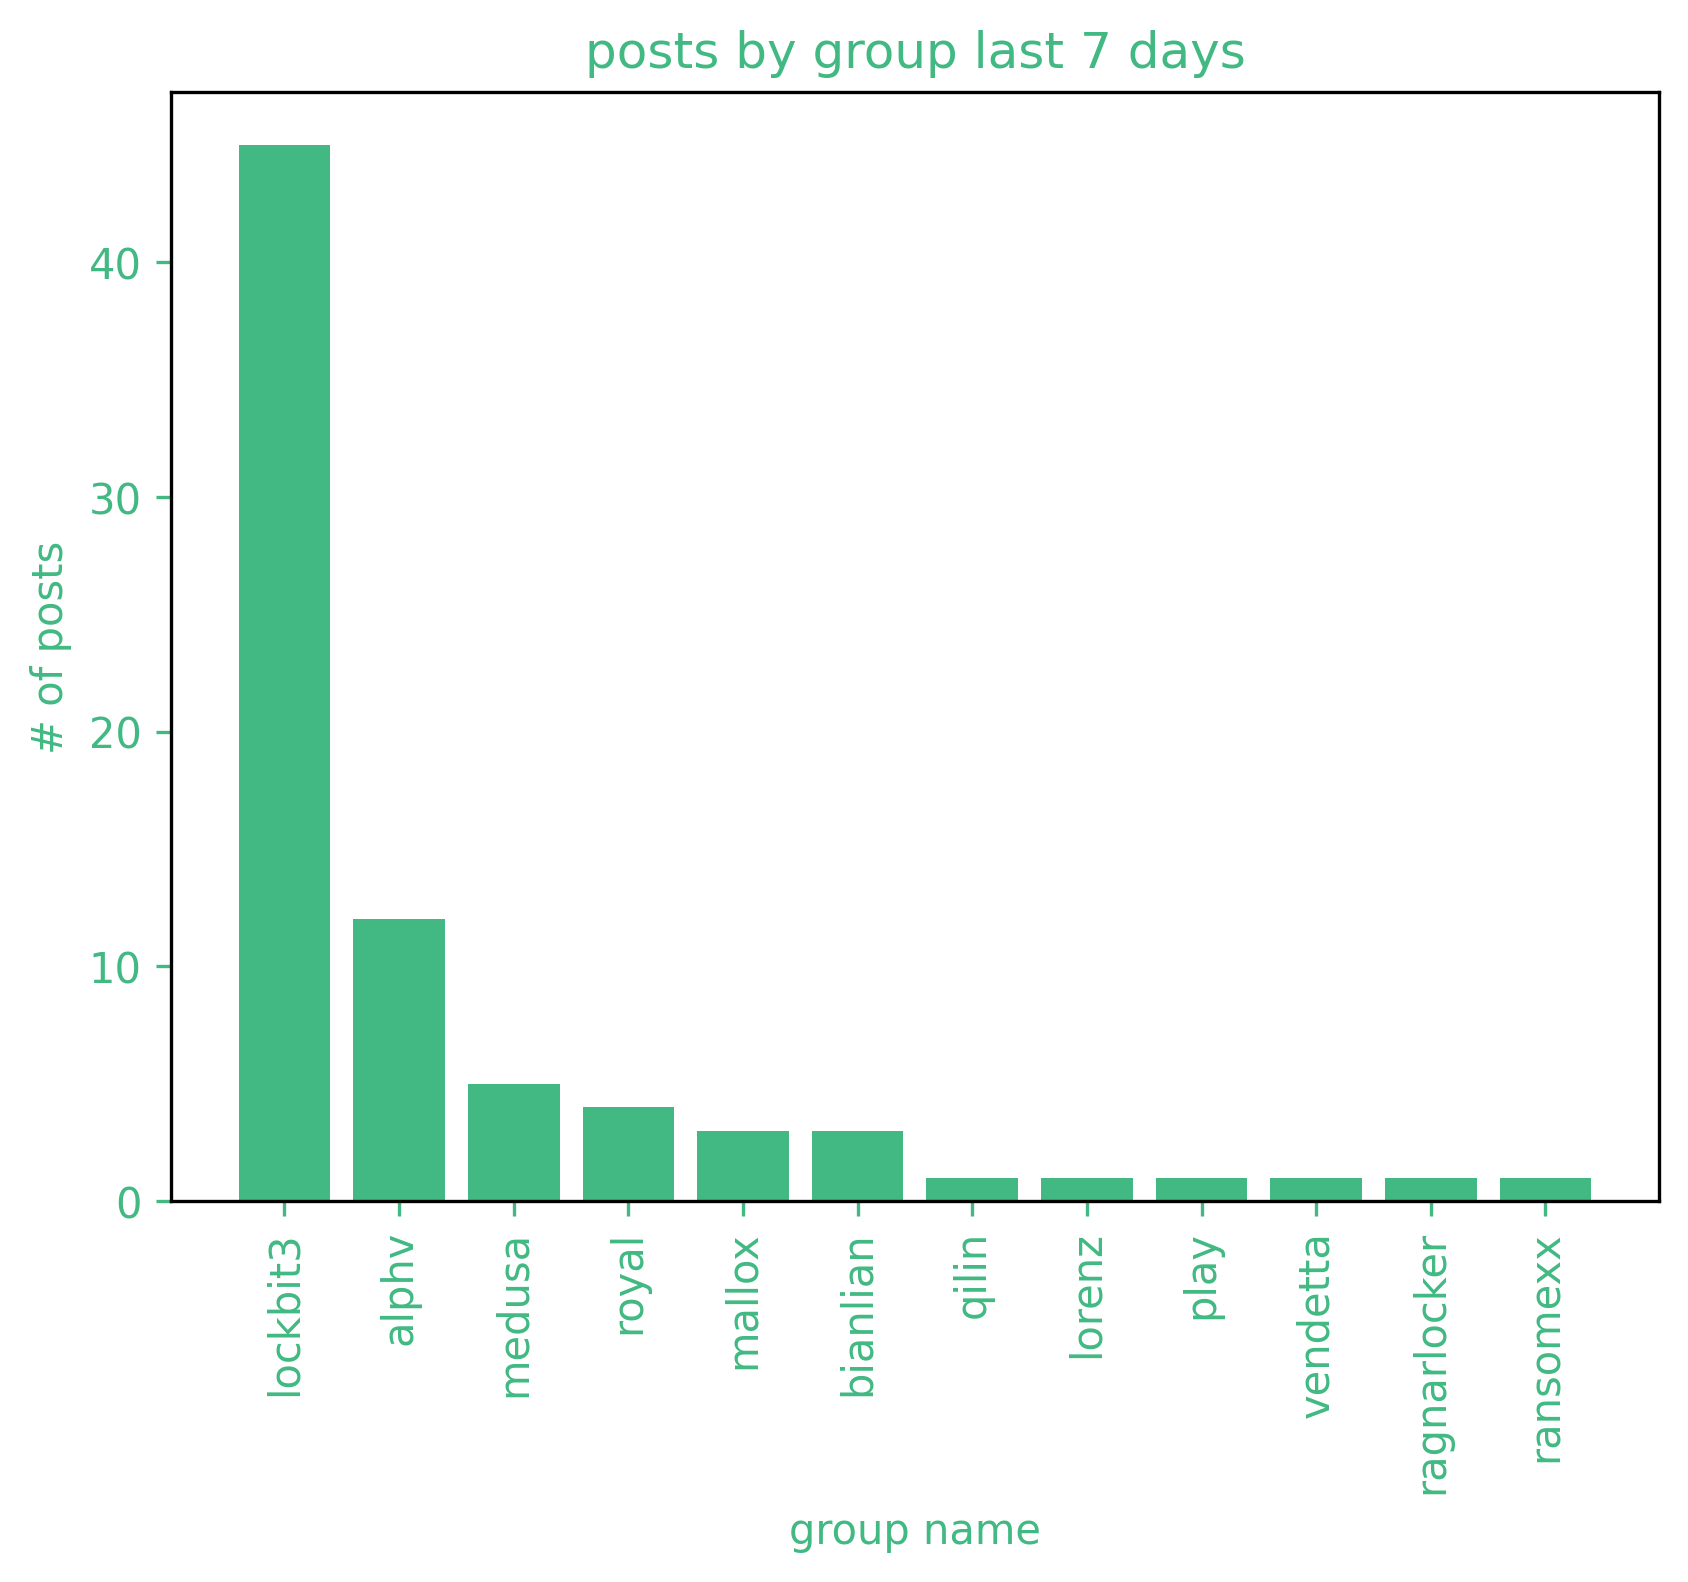 posts by group last 7 days
# of posts
40
30
20
10
0
lockbit3
alphv
medusa
royal
mallox
bianlian
qilin
lorenz
play
vendetta
ragnarlocker
ransomexx
group name